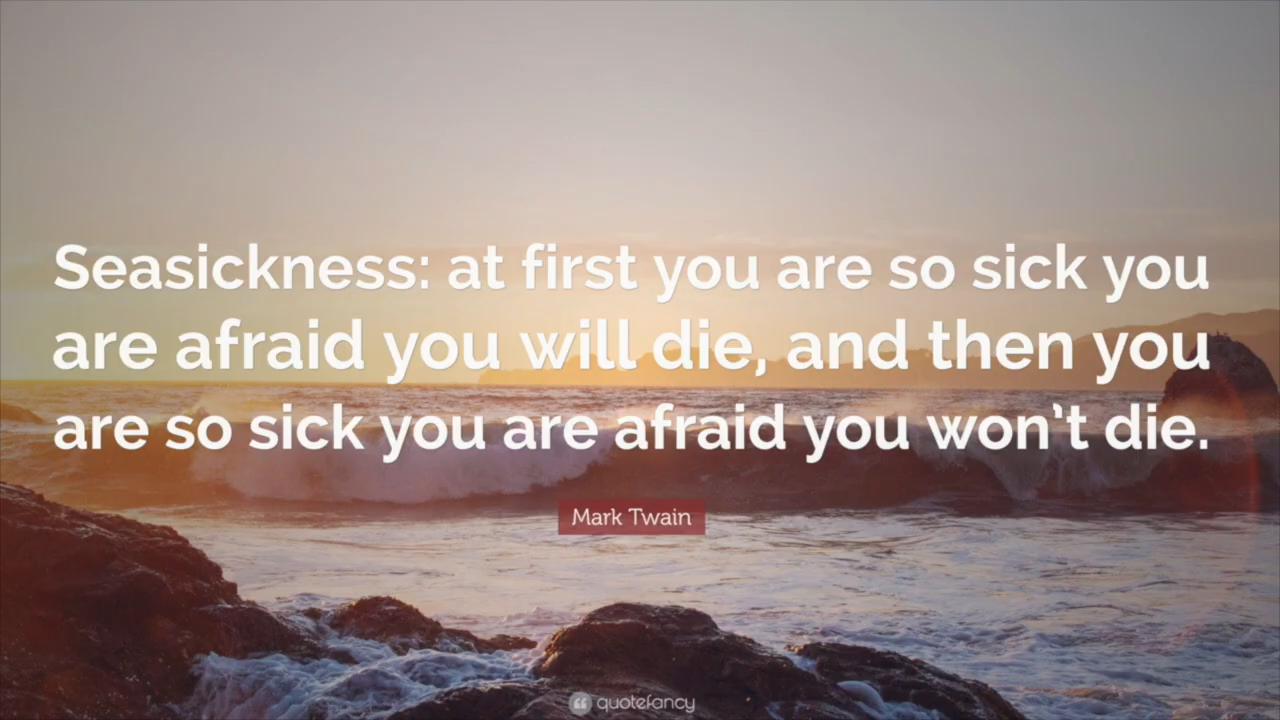 Seasickness: at first you are so sick you
are afraid you will die, and then you
are so sick you are afraid you won’t die.
Mark Twain
quotefancy